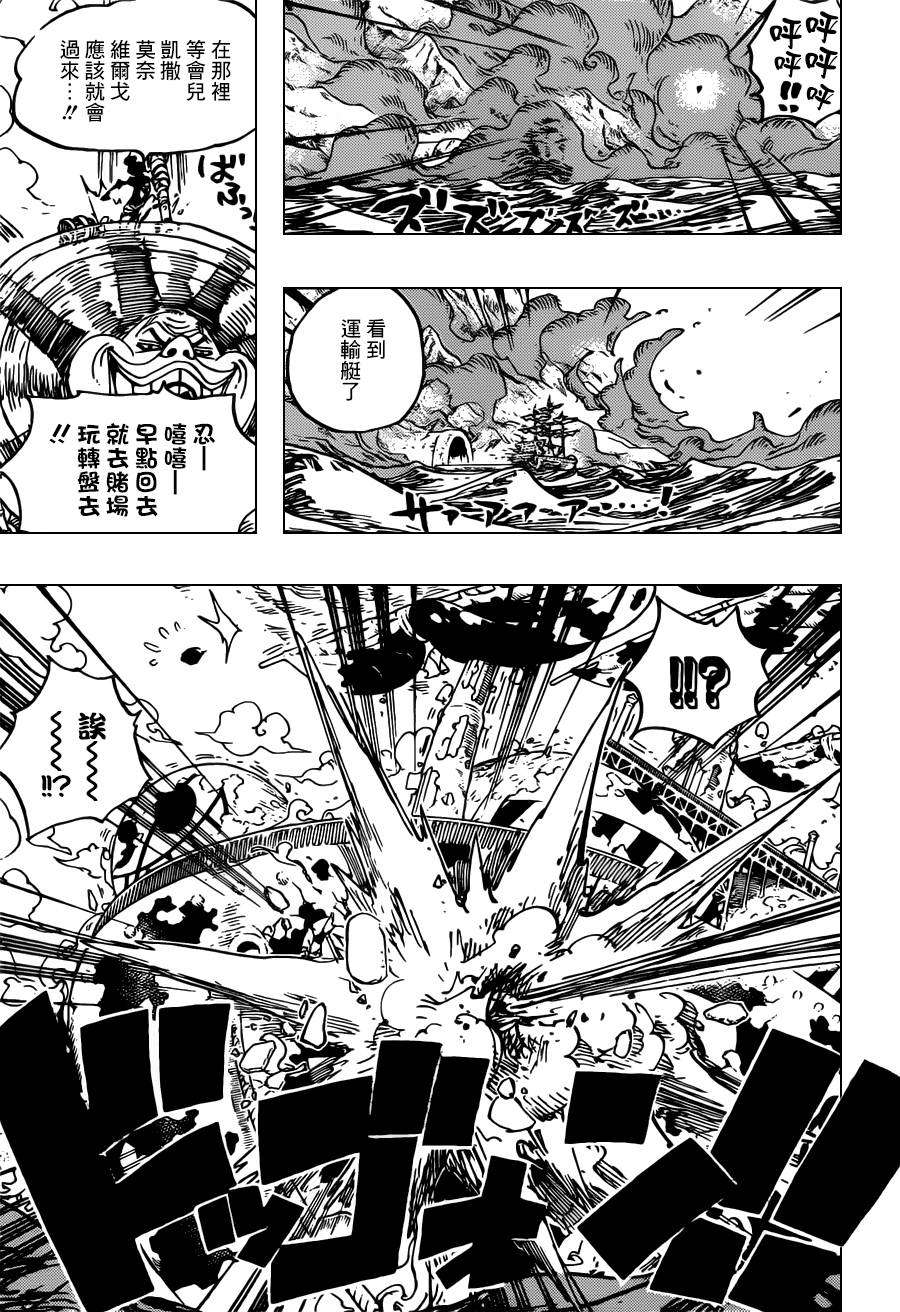 呼呼
呼呼
呼!!
ズズンズズンズ……
看到
運輸艇了
サァァァァ……!
在那裡
等會兒
凱撒
莫奈
維爾戈
應該就會
過來…!!
ばふっ
忍—
嘻嘻—
早點回去
就去賭場
玩轉盤去
!!
!!?
誒〜〜〜
〜〜!!?
ドゴォン!!